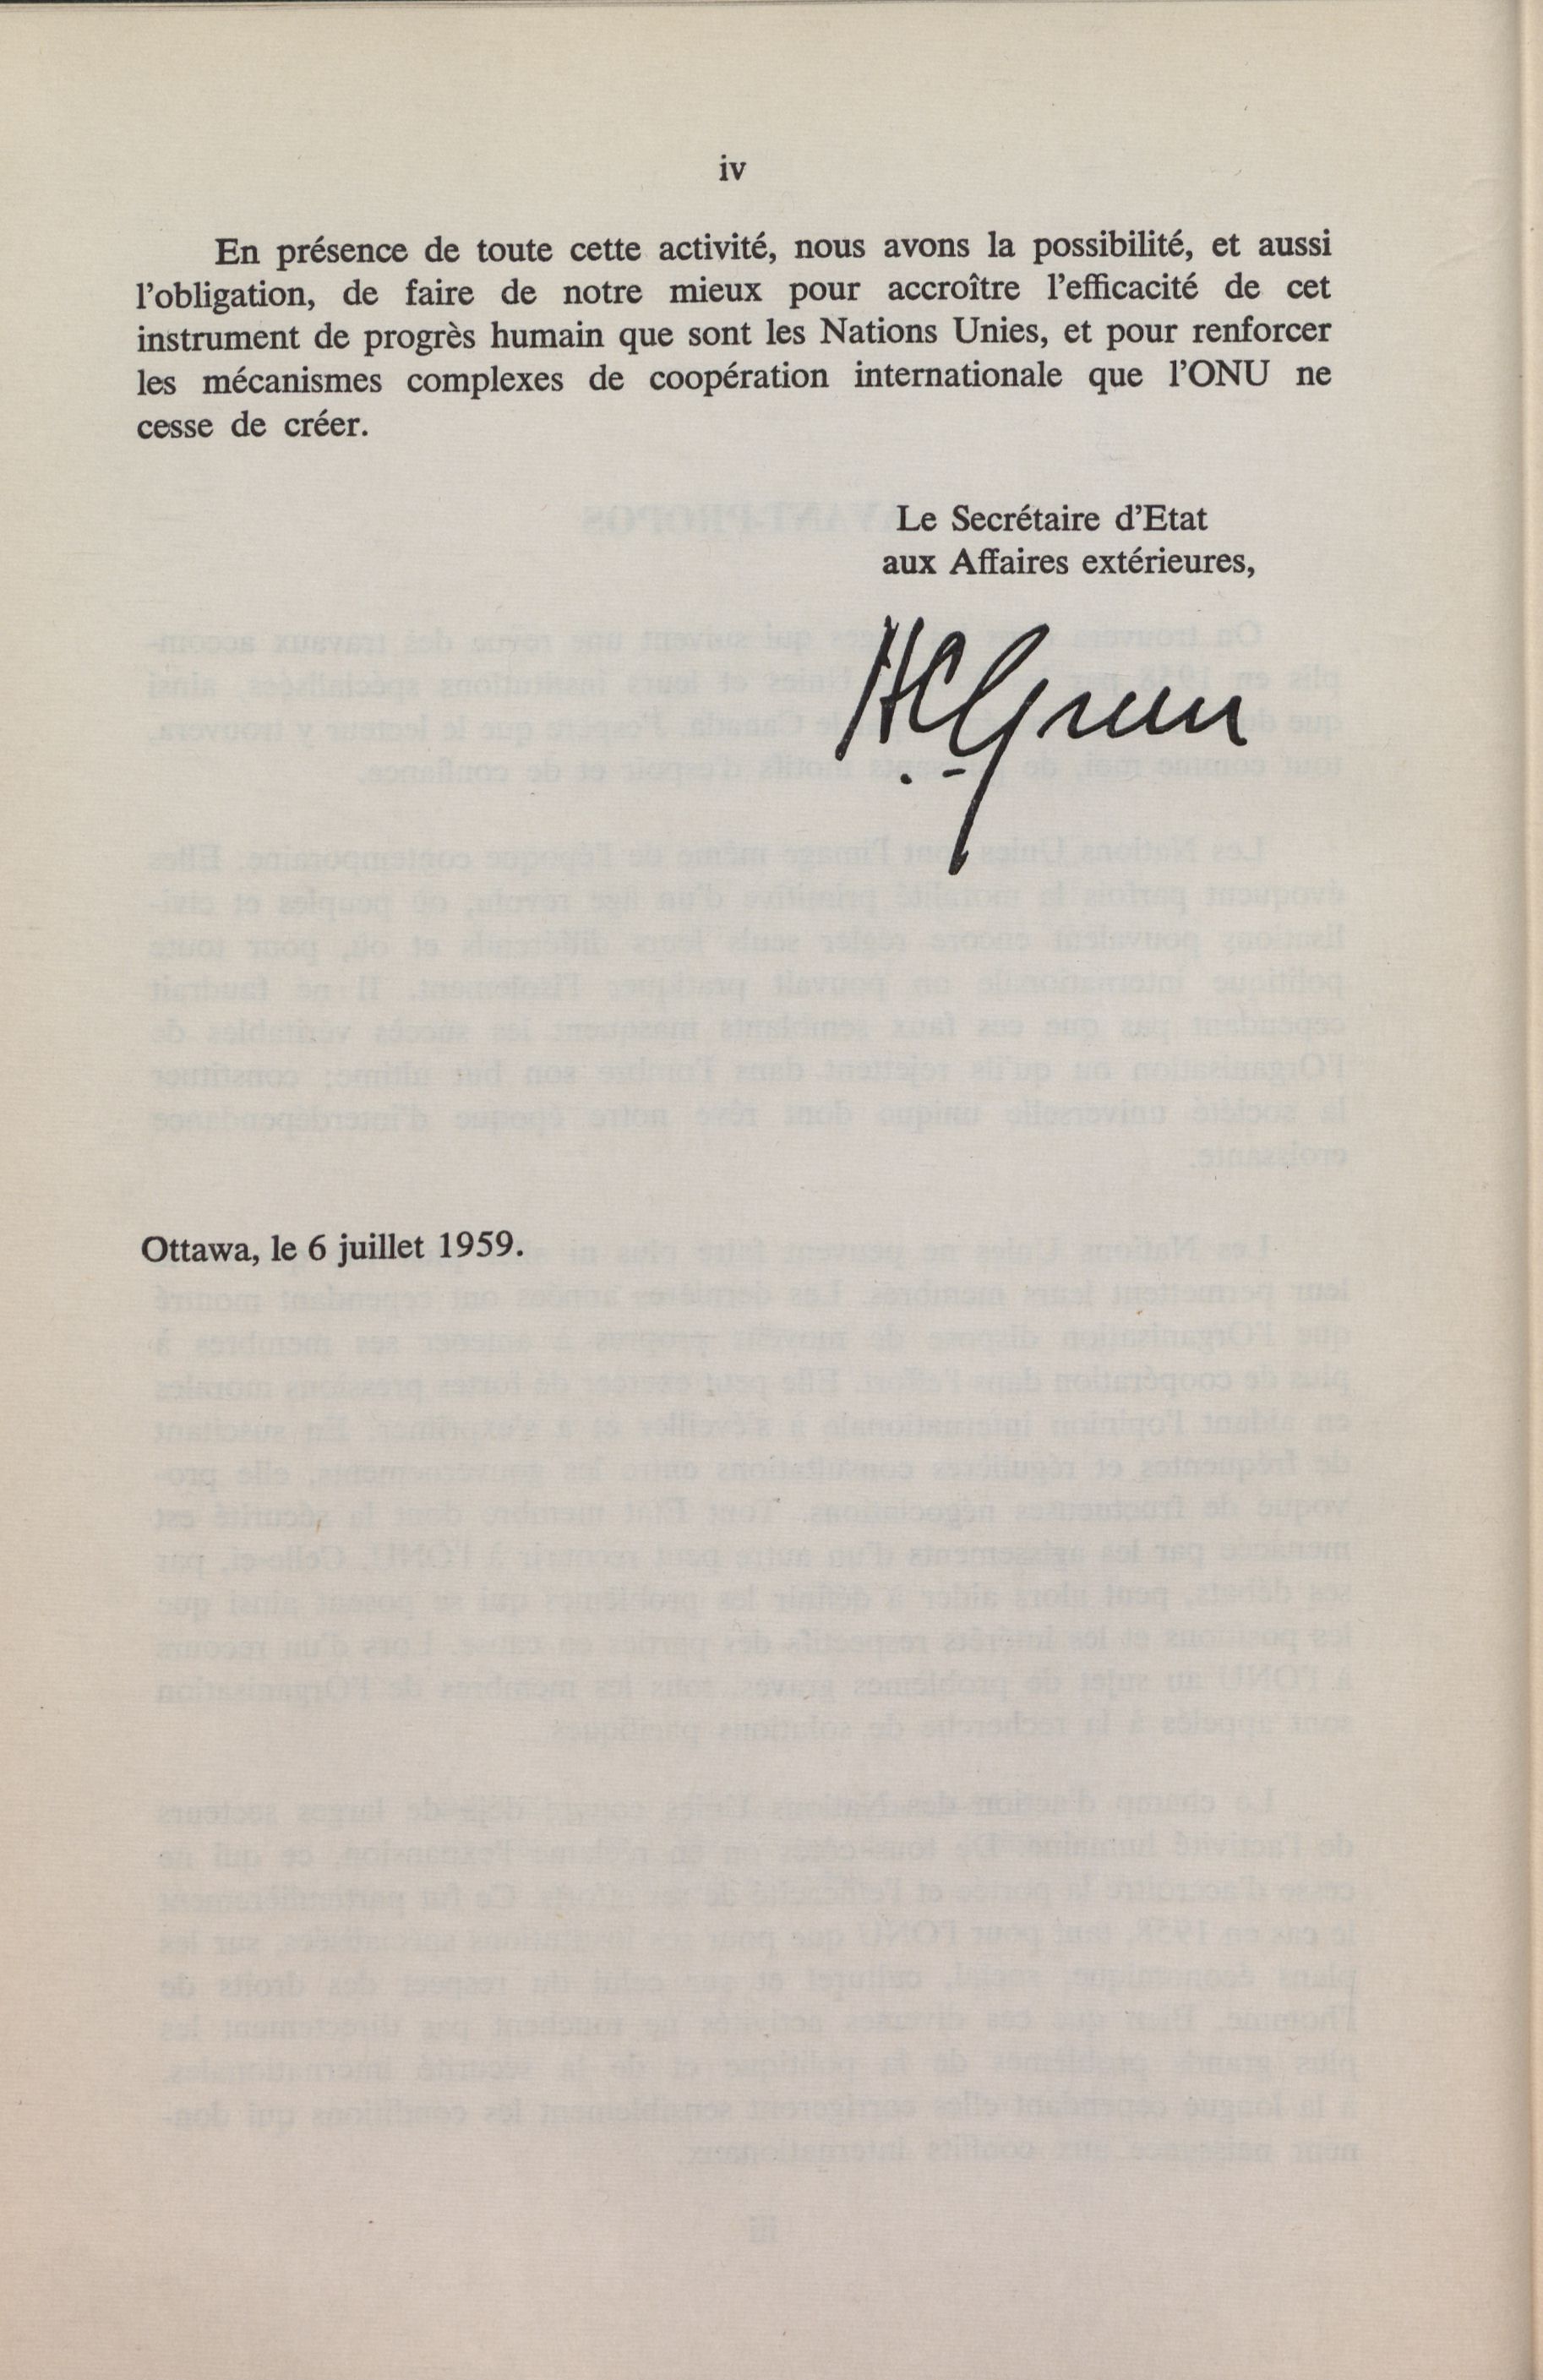 iv
En présence de toute cette activité, nous avons la possibilité, et aussi
l'obligation, de faire de notre mieux pour accroître l'efficacité de cet
instrument de progrès humain que sont les Nations Unies, et pour renforcer
les mécanismes complexes de coopération internationale que l'ONU ne
cesse de créer.
Le Secrétaire d'Etat
aux Affaires extérieures,
H.C. Green
Ottawa, le 6 juillet 1959.